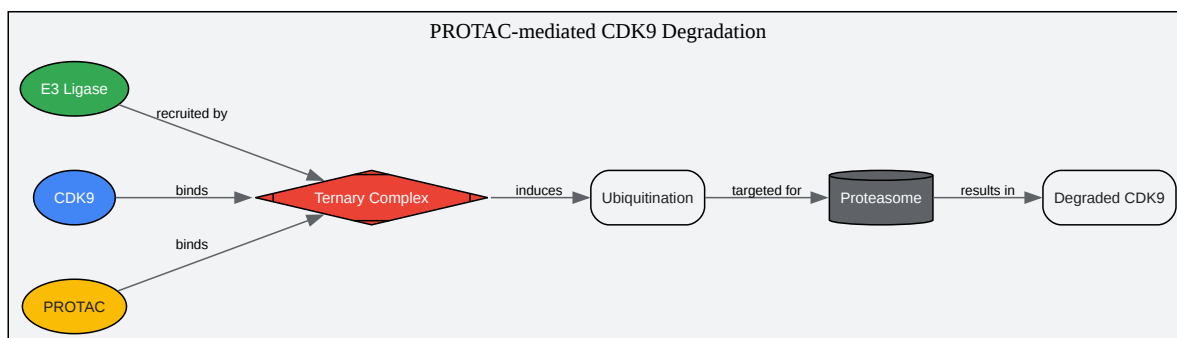 PROTAC-mediated CDK9 Degradation
E3 Ligase
recruited by
CDK9
binds
Ternary Complex
induces
Ubiquitination
targeted for
Proteasome
results in
Degraded CDK9
binds
PROTAC